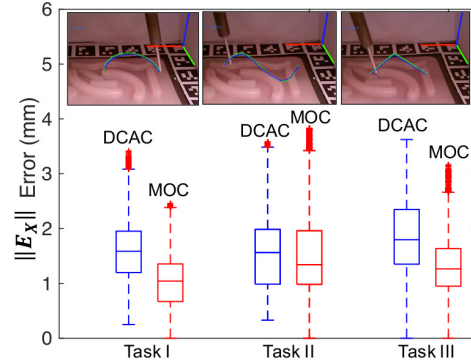 6
5
4
3
2
1
0
||E_X|| Error (mm)
DCAC
MOC
DCAC
MOC
DCAC
MOC
Task I
Task II
Task III